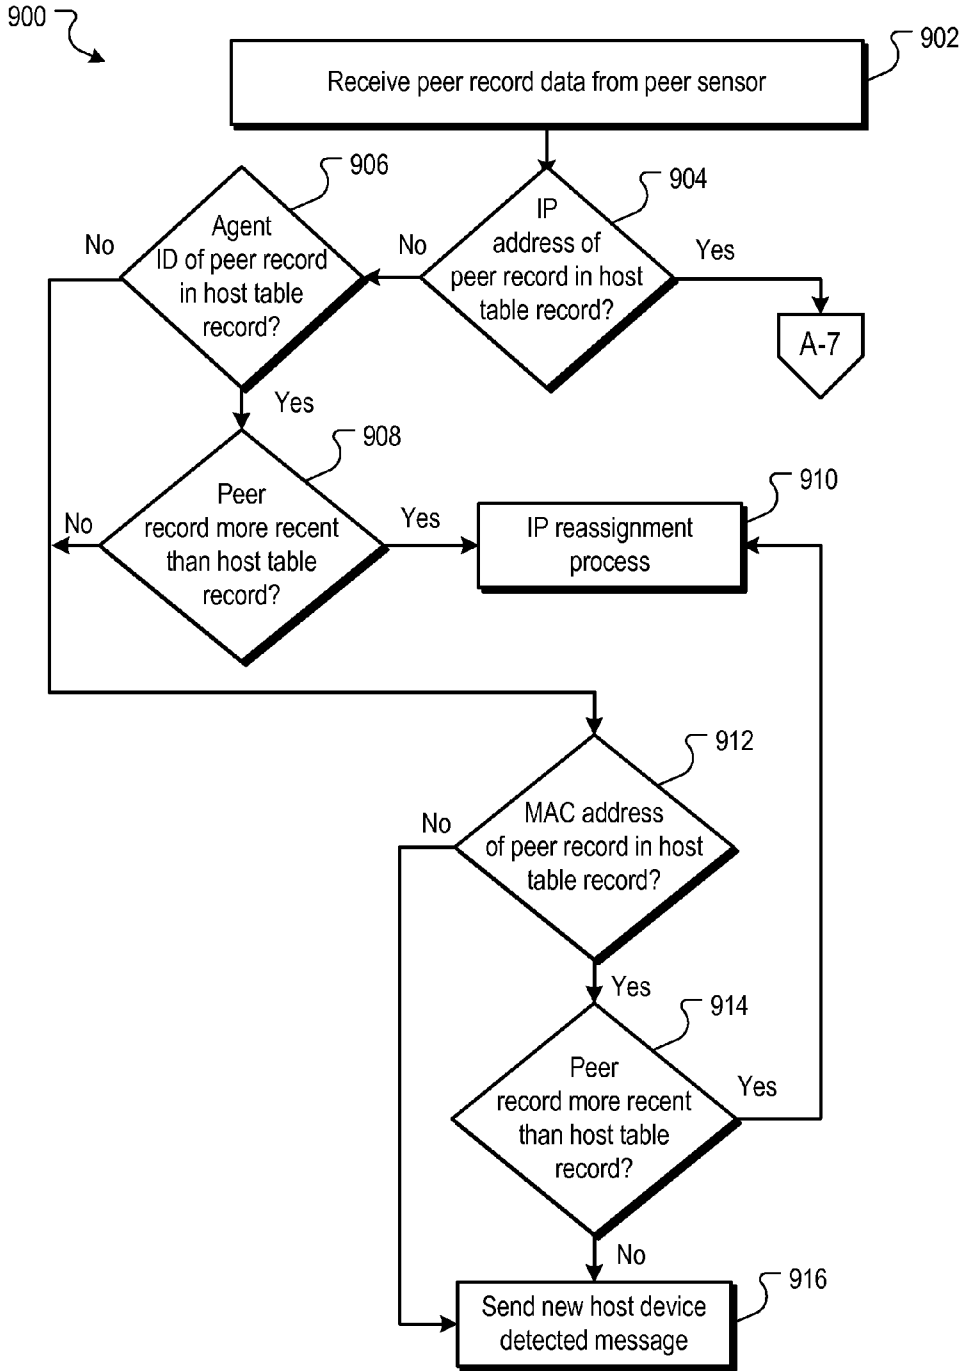 900
902
Receive peer record data from peer sensor
906
904
Agent
ID of peer record
in host table
record?
No
IP
address of
peer record in host
table record?
No
Yes
A-7
Yes
908
Peer
record more recent
than host table
record?
No
Yes
910
IP reassignment
process
912
MAC address
of peer record in host
table record?
No
Yes
914
Peer
record more recent
than host table
record?
Yes
No
916
Send new host device
detected message